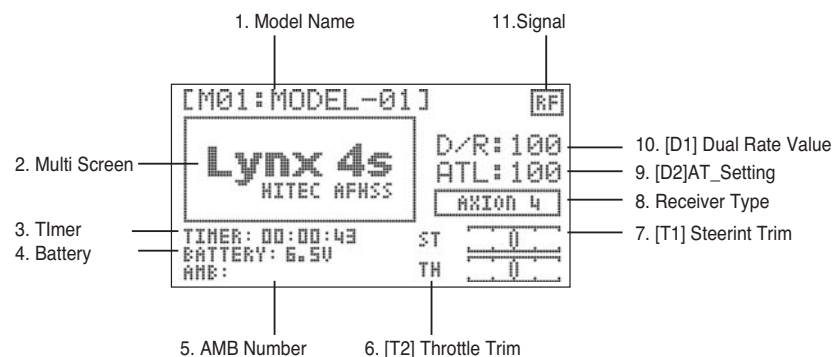 1. Model Name
11.Signal
[M01:MODEL-01]
RF
Lynx 4s
HITEC AFHSS
D/R:100
ATL:100
AXION 4
TIMER: 00:00:43
BATTERY: 6.5V
AMB:
ST 0
TH 0
2. Multi Screen
3. TImer
4. Battery
5. AMB Number
6. [T2] Throttle Trim
7. [T1] Steerint Trim
8. Receiver Type
9. [D2]AT_Setting
10. [D1] Dual Rate Value